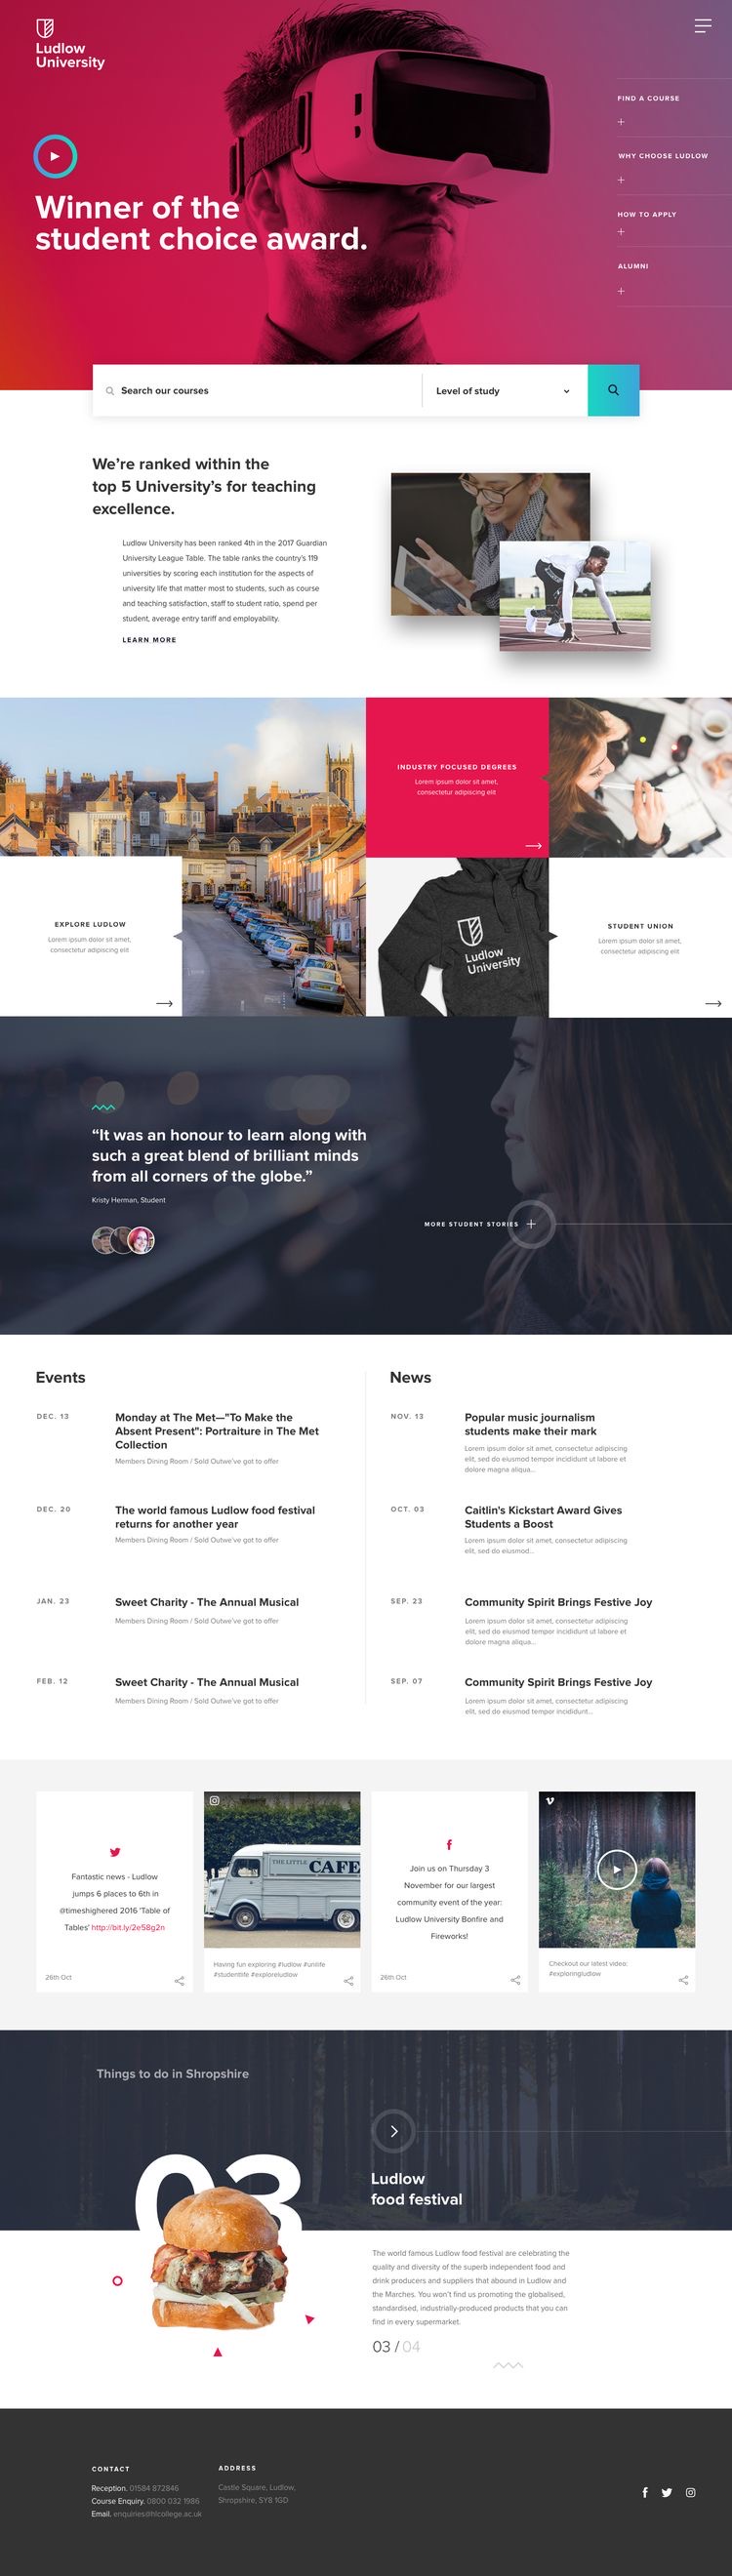 Ludlow
University
FIND A COURSE
WHY CHOOSE LUDLOW
HOW TO APPLY
ALUMNI
Winner of the
student choice award.
Search our courses
Level of study
We're ranked within the
top 5 University's for teaching
excellence.
Ludlow University has been ranked 4th in the 2017 Guardian
University League Table. The table ranks the country's 119
universities by scoring each institution for the aspects of
university life that matter most to students, such as course
and teaching satisfaction, staff to student ratio, spend per
student, average entry tariff and employability.
LEARN MORE
INDUSTRY FOCUSED DEGREES
Lorem ipsum dolor sit amet,
consectetur adipiscing elit
EXPLORE LUDLOW
Lorem ipsum dolor sit amet,
consectetur adipiscing elit
Ludlow
University
STUDENT UNION
Lorem ipsum dolor sit amet,
consectetur adipiscing elit
“It was an honour to learn along with
such a great blend of brilliant minds
from all corners of the globe.”
Kristy Herman, Student
MORE STUDENT STORIES
Events
DEC. 13
Monday at The Met—"To Make the
Absent Present": Portraiture in The Met
Collection
Members Dining Room / Sold Outwe've got to offer
DEC. 20
The world famous Ludlow food festival
returns for another year
Members Dining Room / Sold Outwe've got to offer
JAN. 23
Sweet Charity - The Annual Musical
Members Dining Room / Sold Outwe've got to offer
FEB. 12
Sweet Charity - The Annual Musical
Members Dining Room / Sold Outwe've got to offer
News
NOV. 13
Popular music journalism
students make their mark
Lorem ipsum dolor sit amet, consectetur adipiscing
elit, sed do eiusmod tempor incididunt ut labore et
dolore magna aliqua...
OCT. 03
Caitlin's Kickstart Award Gives
Students a Boost
Lorem ipsum dolor sit amet, consectetur adipiscing
elit, sed do eiusmod...
SEP. 23
Community Spirit Brings Festive Joy
Lorem ipsum dolor sit amet, consectetur adipiscing
elit, sed do eiusmod tempor incididunt ut labore et
dolore magna aliqua...
SEP. 07
Community Spirit Brings Festive Joy
Lorem ipsum dolor sit amet, consectetur adipiscing
elit, sed do eiusmod tempor incididunt...
Fantastic news - Ludlow
jumps 6 places to 6th in
@timeshighered 2016 'Table of
Tables' http://bit.ly/2e58g2n
26th Oct
THE LITTLE CAFE
Having fun exploring #ludlow #unilife
#studentlife #exploreludlow
Join us on Thursday 3
November for our largest
community event of the year:
Ludlow University Bonfire and
Fireworks!
26th Oct
Checkout our latest video:
#exploringludlow
Things to do in Shropshire
03
Ludlow
food festival
The world famous Ludlow food festival are celebrating the
quality and diversity of the superb independent food and
drink producers and suppliers that abound in Ludlow and
the Marches. You won't find us promoting the globalised,
standardised, industrially-produced products that you can
find in every supermarket.
03 / 04
CONTACT
Reception. 01584 872846
Course Enquiry. 0800 032 1986
Email. enquiries@hlcollege.ac.uk
ADDRESS
Castle Square, Ludlow,
Shropshire, SY8 1GD